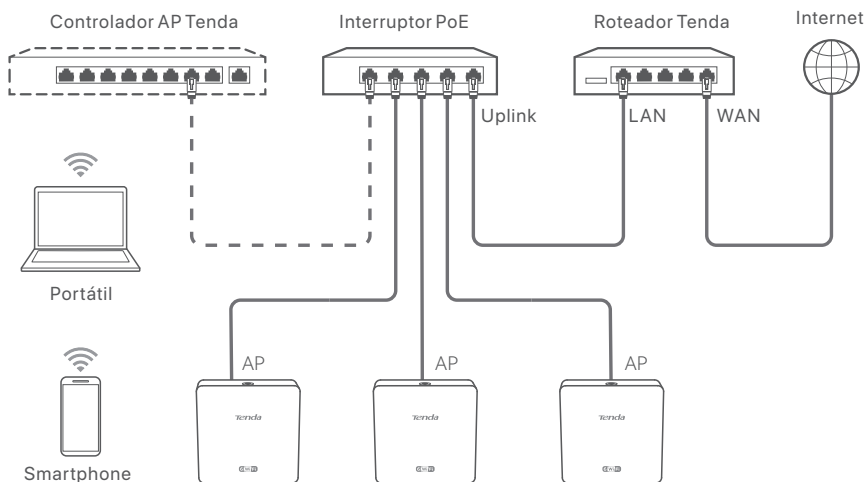 Controlador AP Tenda
Interruptor PoE
Roteador Tenda
Internet
Uplink
LAN
WAN
Portátil
AP
AP
AP
Tenda
Tenda
Tenda
Smartphone